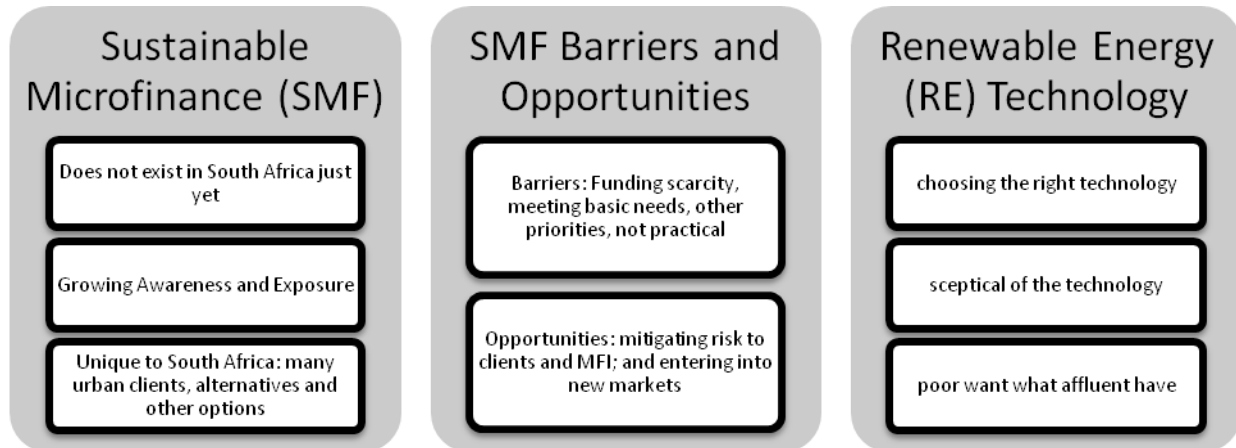 Sustainable
Microfinance (SMF)
Does not exist in South Africa just
yet
Growing Awareness and Exposure
Unique to South Africa: many
urban clients, alternatives and
other options
SMF Barriers and
Opportunities
Barriers: Funding scarcity,
meeting basic needs, other
priorities, not practical
Opportunities: mitigating risk to
clients and MFI; and entering into
new markets
Renewable Energy
(RE) Technology
choosing the right technology
sceptical of the technology
poor want what affluent have